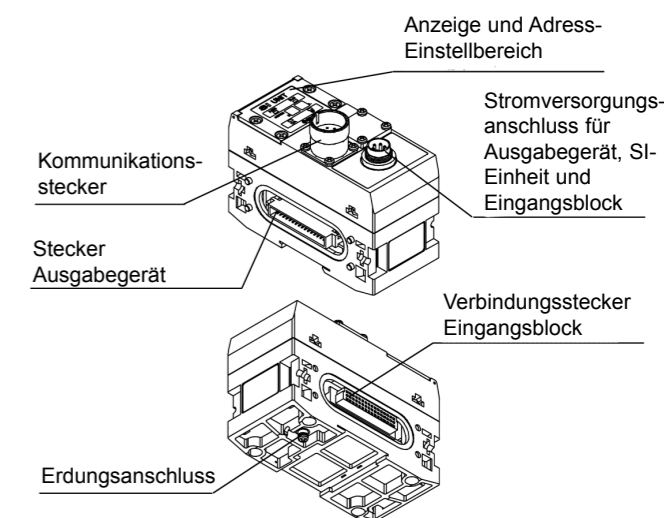 Anzeige und Adress-
Einstellbereich
Stromversorgungs-
anschluss für
Ausgabegerät, SI-
Einheit und
Eingangsblock
Kommunikations-
stecker
Stecker
Ausgabegerät
Verbindungsstecker
Eingangsblock
Erdungsanschluss